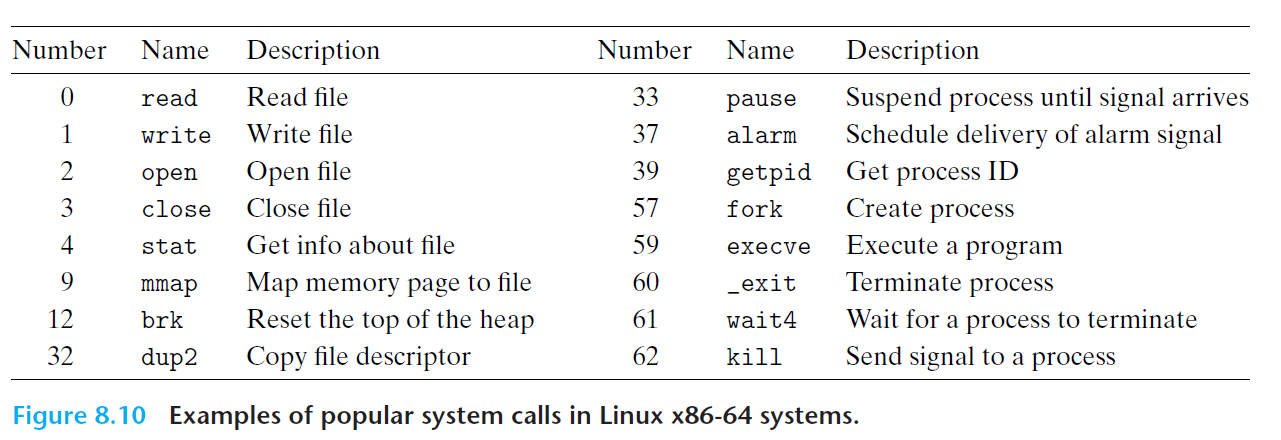 Number Name Description Number Name Description
0 read Read file 33 pause Suspend process until signal arrives
1 write Write file 37 alarm Schedule delivery of alarm signal
2 open Open file 39 getpid Get process ID
3 close Close file 57 fork Create process
4 stat Get info about file 59 execve Execute a program
9 mmap Map memory page to file 60 _exit Terminate process
12 brk Reset the top of the heap 61 wait4 Wait for a process to terminate
32 dup2 Copy file descriptor 62 kill Send signal to a process
Figure 8.10 Examples of popular system calls in Linux x86-64 systems.